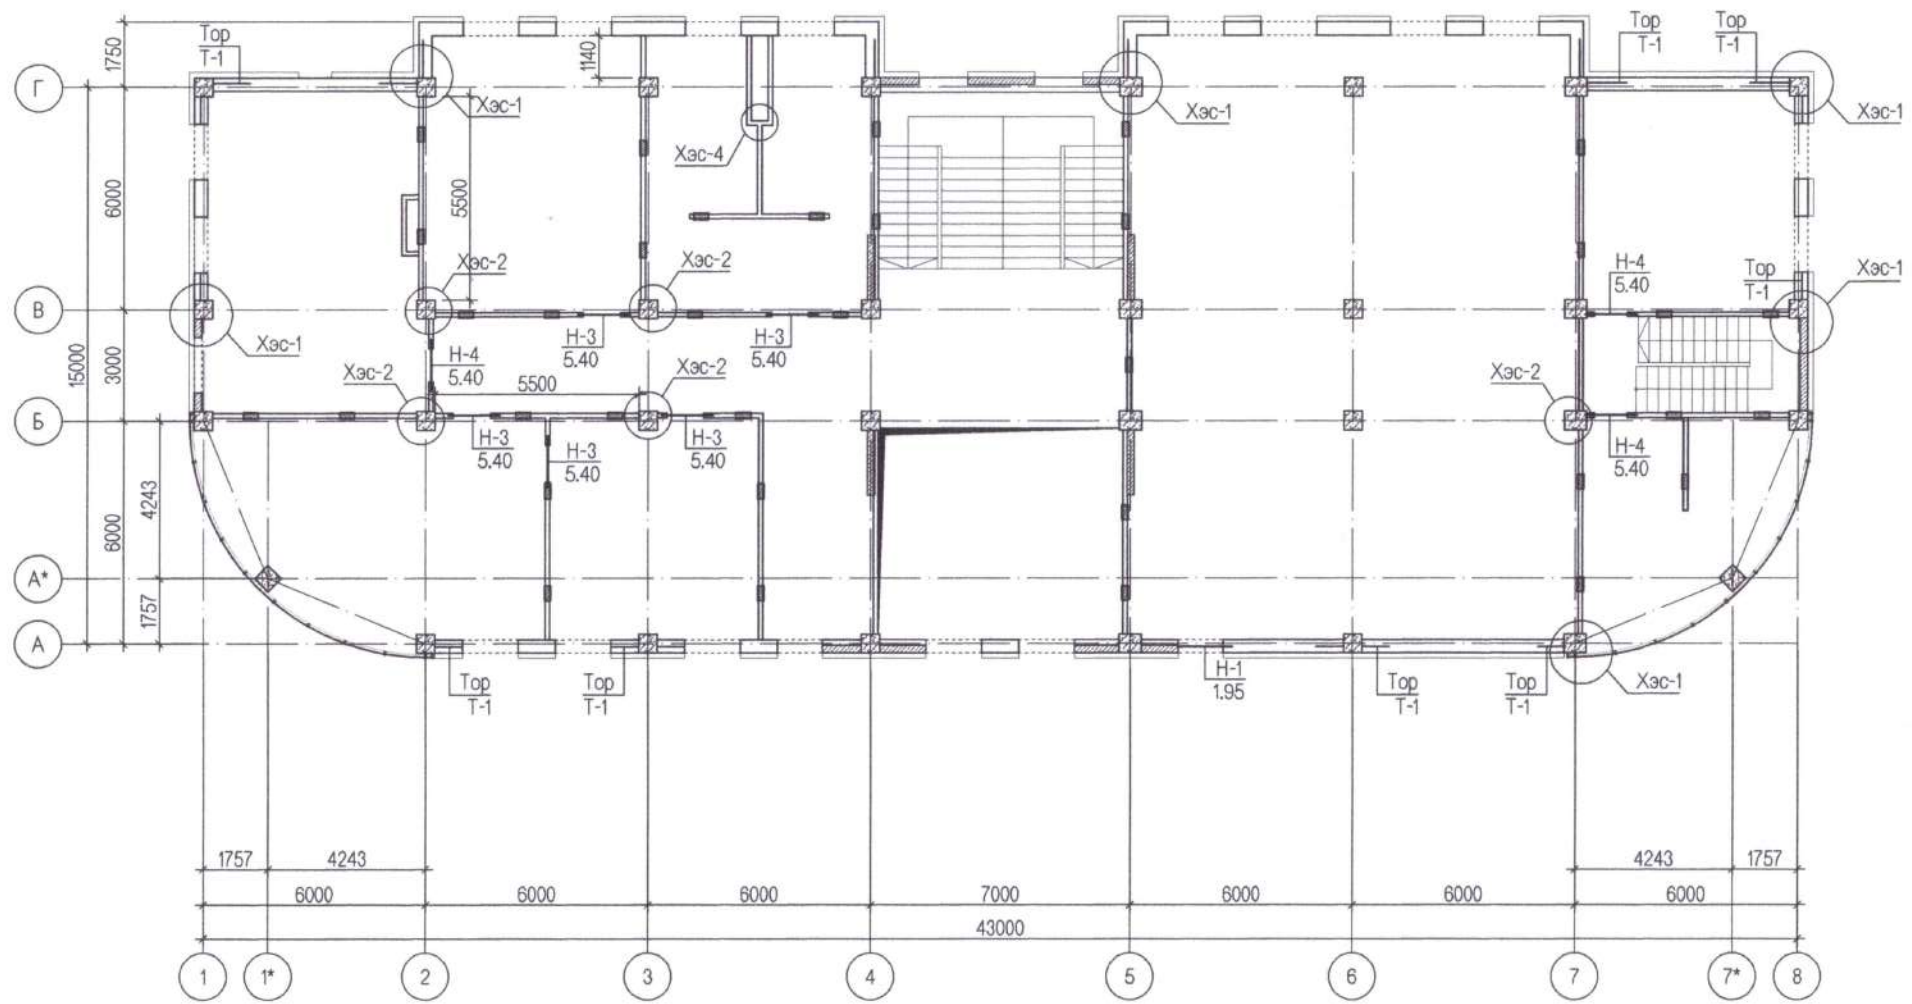 Тор
Т-1
Тор
Т-1
Тор
Т-1
1750
1140
Г
Хэс-1
Хэс-1
Хэс-1
Хэс-4
6000
5500
Хэс-2
Хэс-2
Н-4
5.40
Тор
Т-1
Хэс-1
В
Хэс-1
Н-3
5.40
Н-3
5.40
15000
3000
Н-4
5.40
Хэс-2
5500
Хэс-2
Хэс-2
Б
Н-3
5.40
Н-3
5.40
Н-3
5.40
Н-4
5.40
4243
6000
А*
1757
А
Тор
Т-1
Тор
Т-1
Н-1
1.95
Тор
Т-1
Тор
Т-1
Хэс-1
1757
4243
4243
1757
6000
6000
6000
7000
6000
6000
6000
43000
1
1*
2
3
4
5
6
7
7*
8